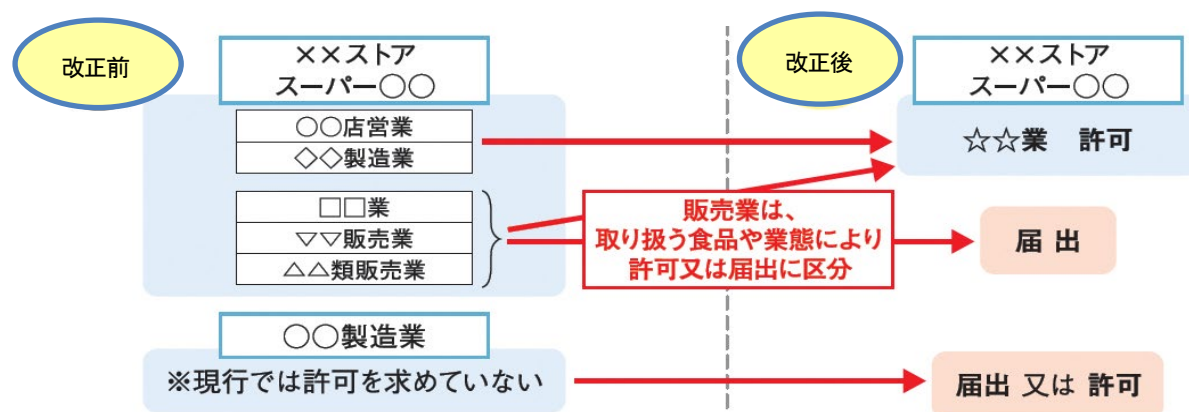 改正前
××ストア
スーパー○○
○○店営業
◇◇製造業
□□業
▽▽販売業
△△類販売業
○○製造業
※現行では許可を求めていない
販売業は、
取り扱う食品や業態により
許可又は届出に区分
改正後
××ストア
スーパー○○
☆☆業 許可
届出
届出 又は 許可